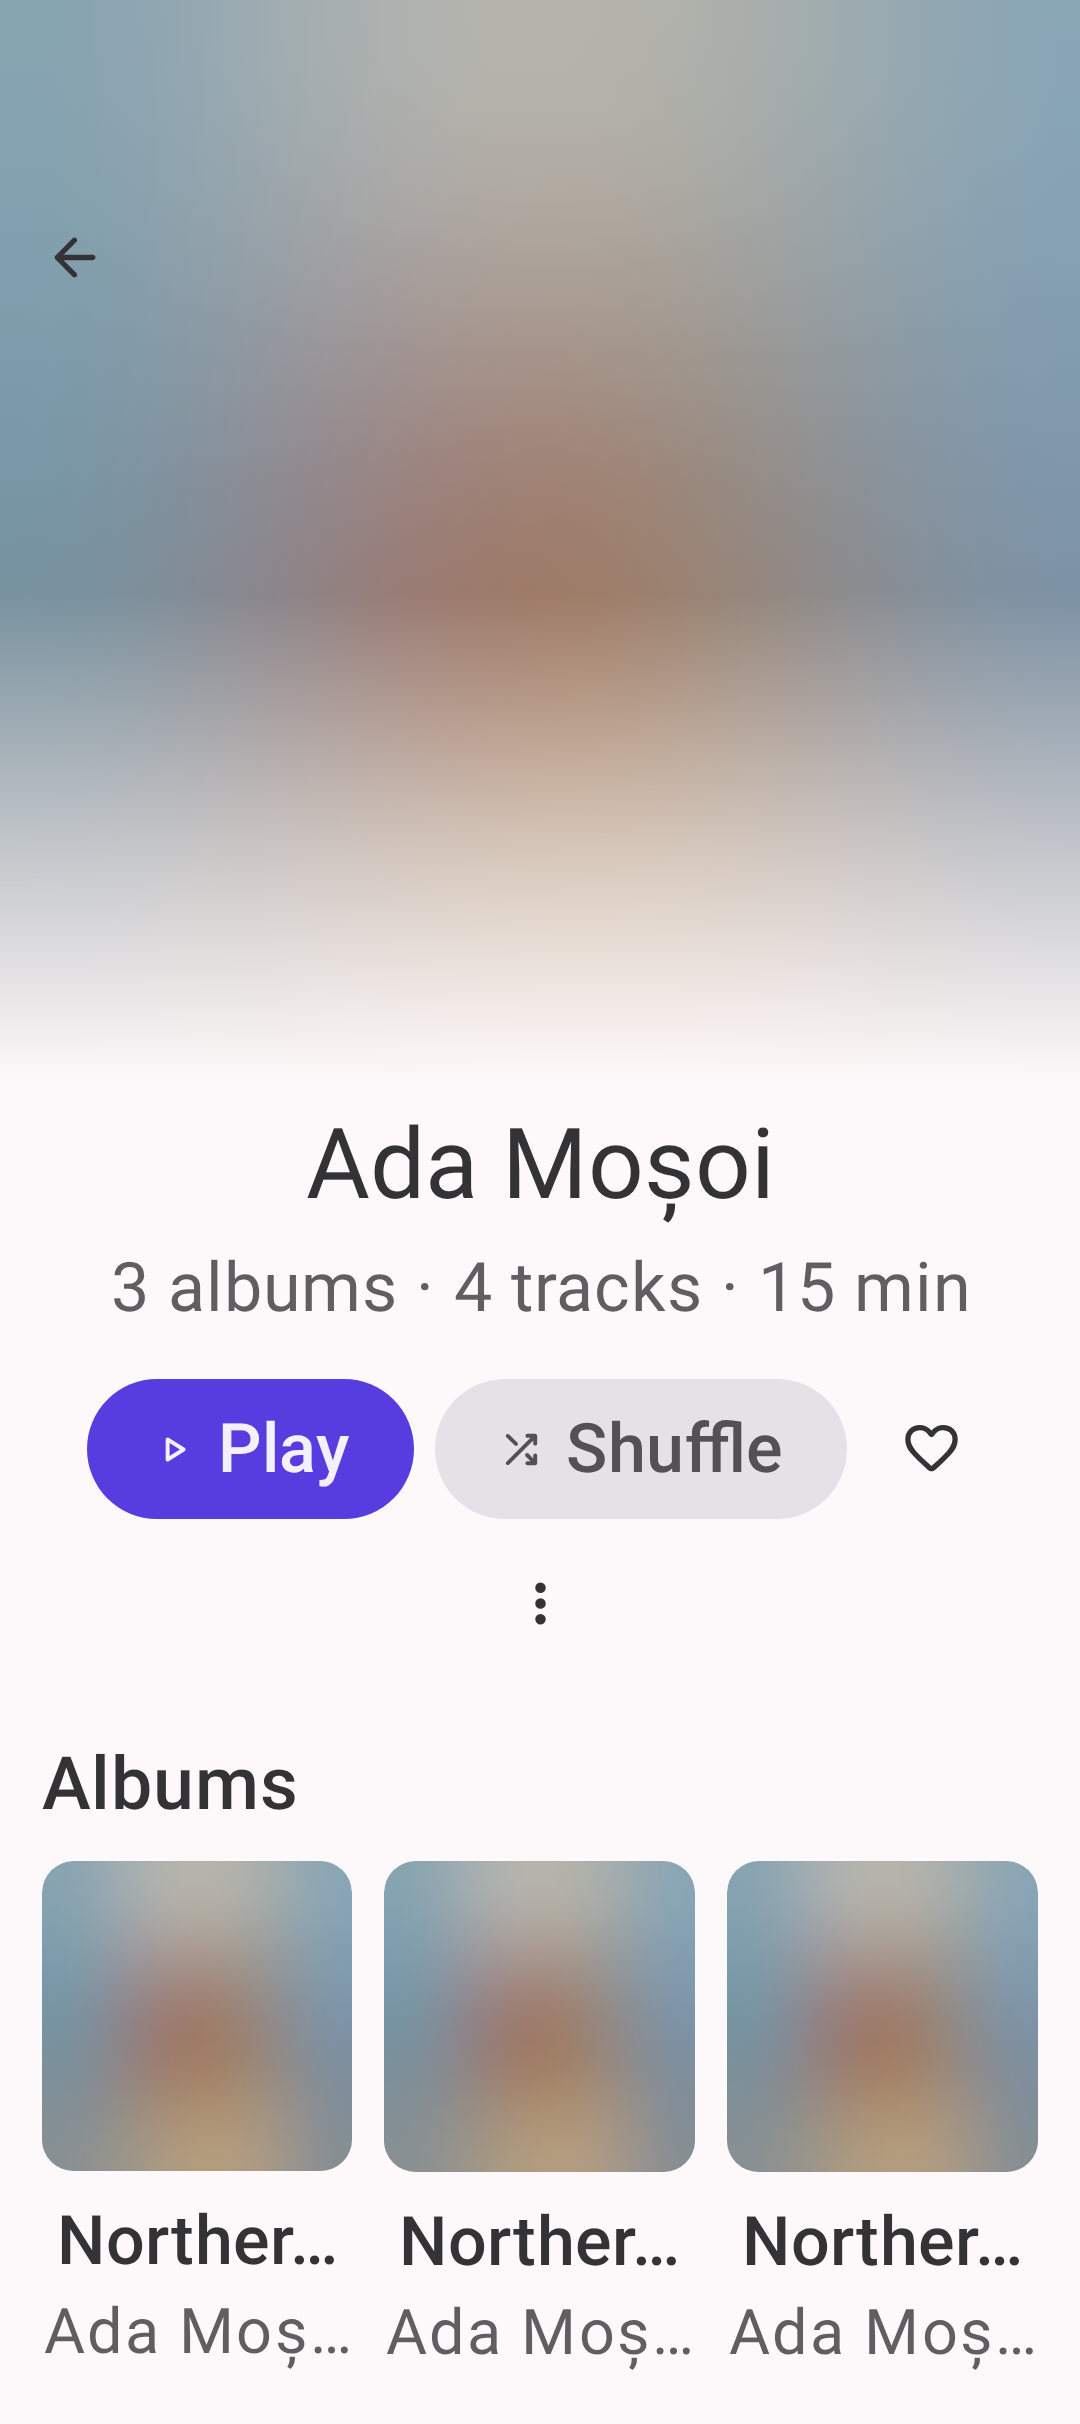 Ada Moșoi
3 albums · 4 tracks · 15 min
Play
Shuffle
Albums
Norther…
Norther…
Norther…
Ada Moș…
Ada Moș…
Ada Moș…